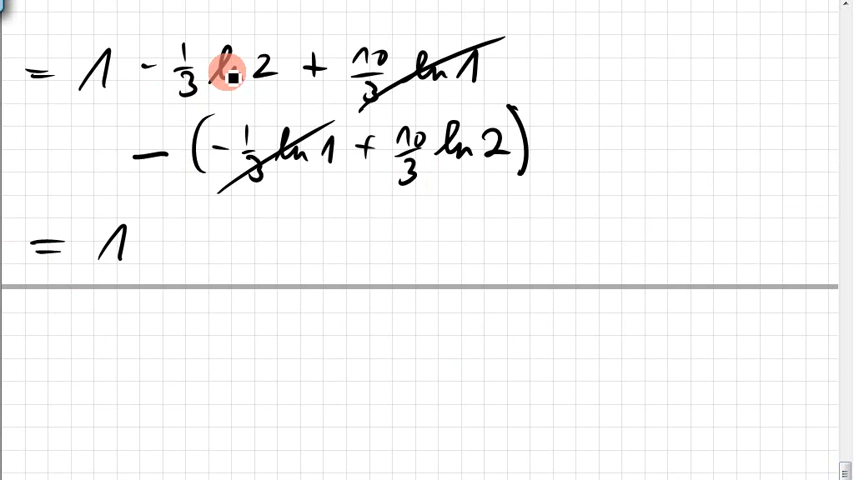 = 1 - 1/3 ln 2 + 10/3 ln 1
- (- 1/3 ln 1 + 10/3 ln 2)
= 1